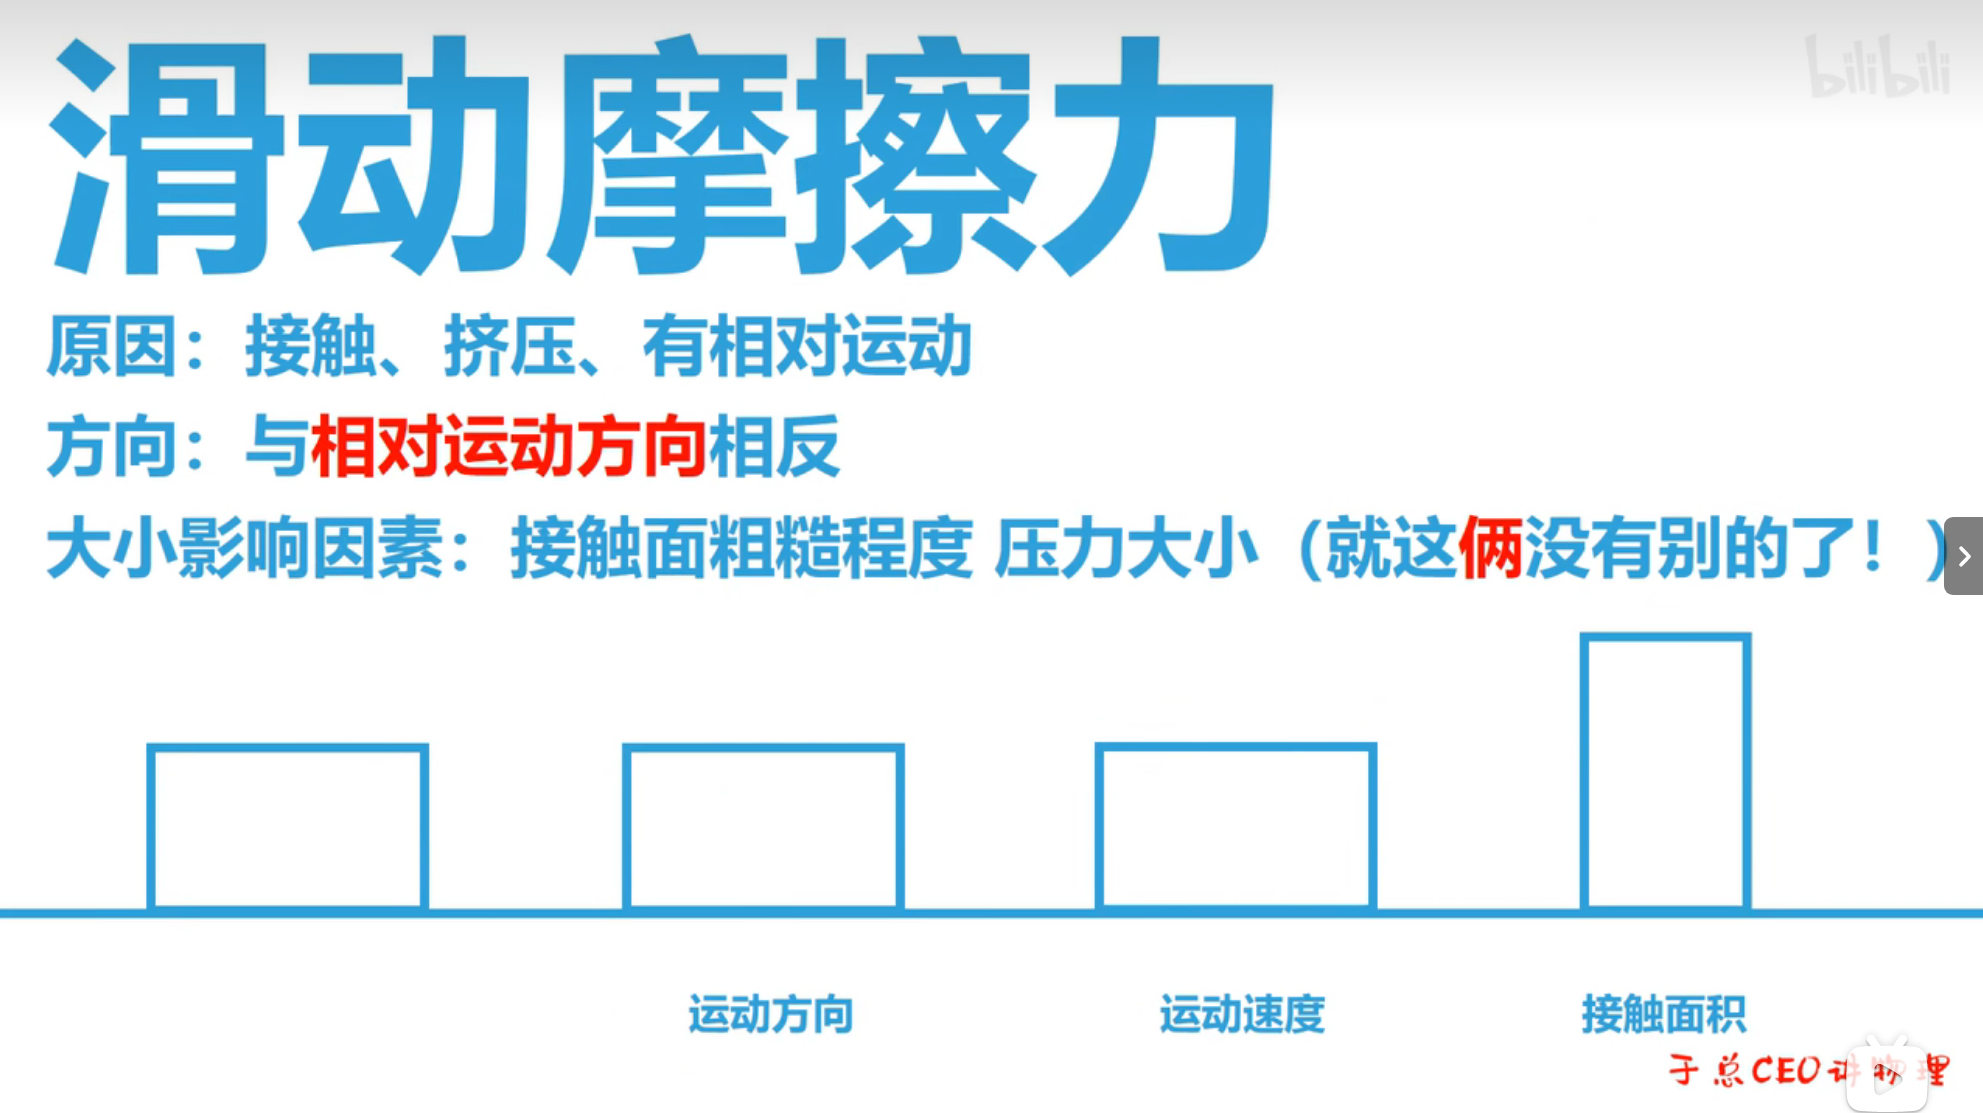 滑动摩擦力
bilibili
原因：接触、挤压、有相对运动
方向：与相对运动方向相反
大小影响因素：接触面粗糙程度 压力大小（就这俩没有别的了！）
运动方向
运动速度
接触面积
于总CEO讲物理